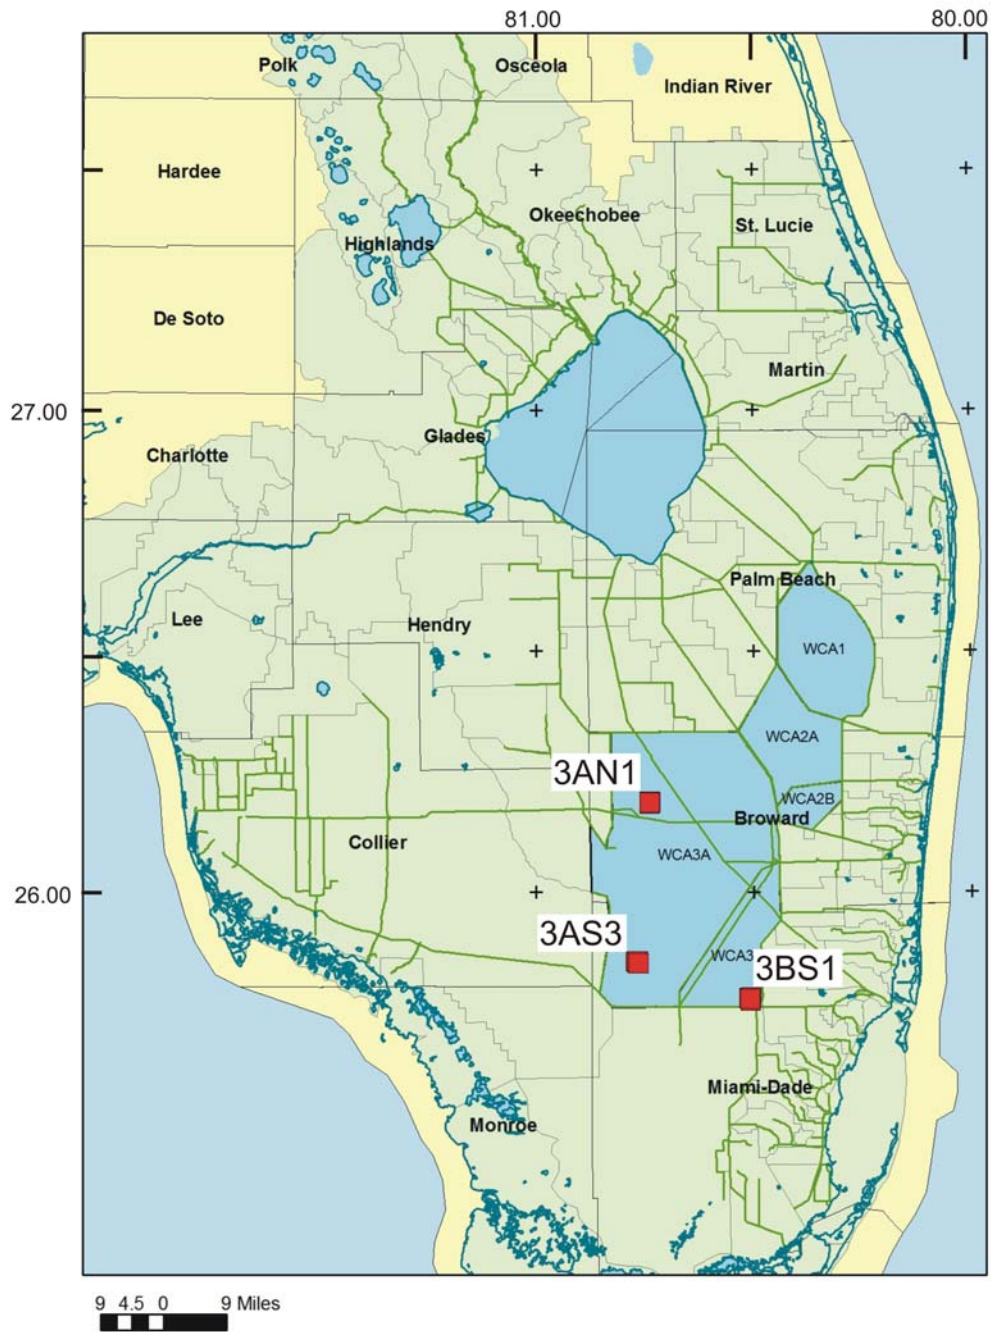 81.00
80.00
Polk
Osceola
Indian River
Hardee
Okeechobee
St. Lucie
Highlands
De Soto
Martin
27.00
Glades
Charlotte
Palm Beach
Lee
Hendry
WCA1
WCA2A
3AN1
WCA2B
Broward
Collier
WCA3A
26.00
3AS3
WCA3
3BS1
Miami-Dade
Monroe
9 4.5 0 9 Miles